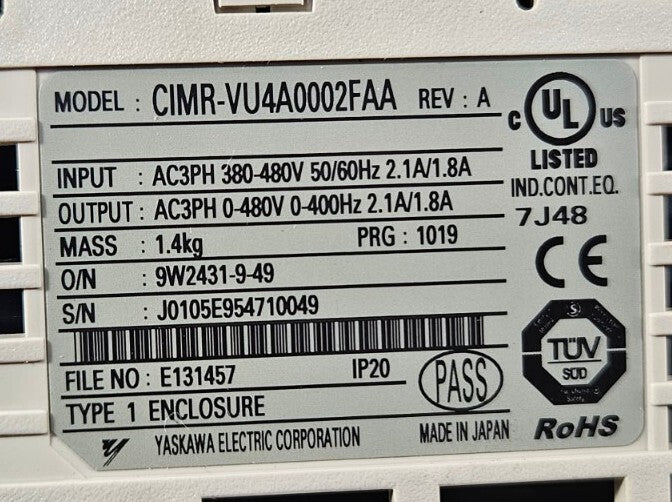 MODEL : CIMR-VU4A0002FAA REV : A
C UL US
LISTED
IND.CONT.EQ.
7J48
INPUT : AC3PH 380-480V 50/60Hz 2.1A/1.8A
OUTPUT : AC3PH 0-480V 0-400Hz 2.1A/1.8A
MASS : 1.4kg PRG : 1019
O/N : 9W2431-9-49
S/N : J0105E954710049
CE
FILE NO : E131457 IP20
PASS
TÜV
SÜD
TYPE 1 ENCLOSURE
YASKAWA ELECTRIC CORPORATION MADE IN JAPAN
RoHS